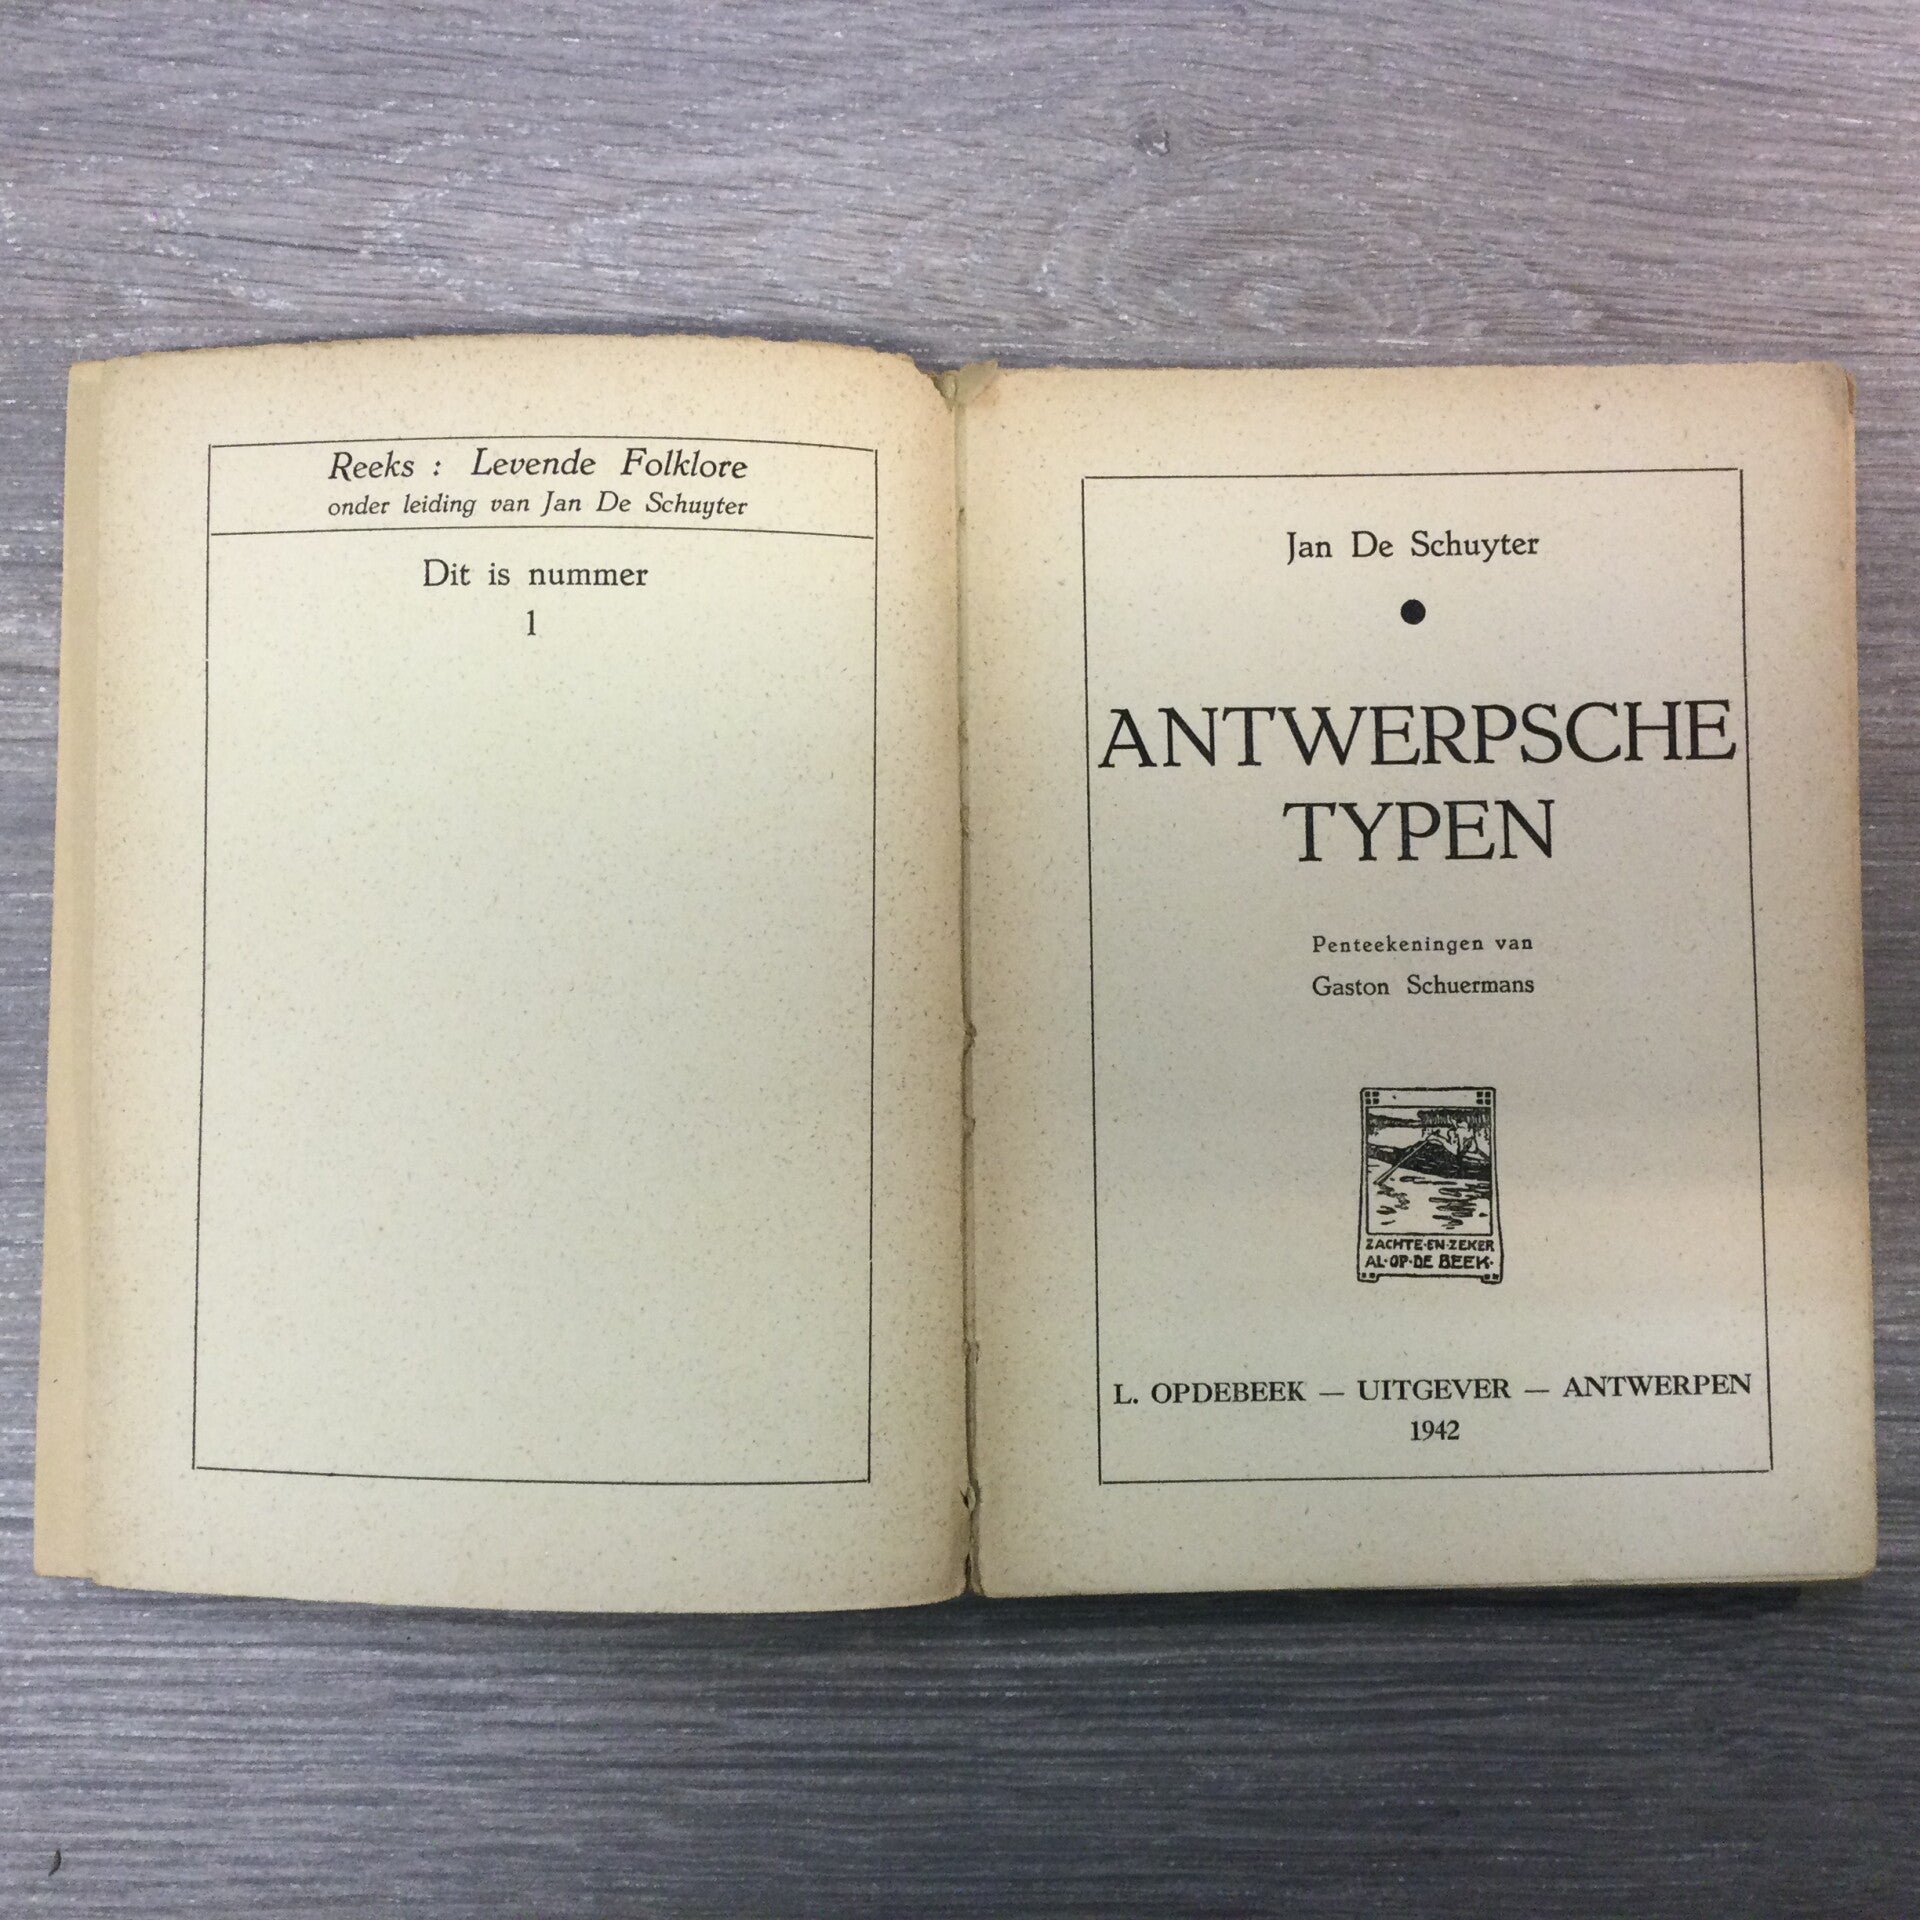 Reeks : Levende Folklore
onder leiding van Jan De Schuyter
Dit is nummer
1
Jan De Schuyter
●
ANTWERPSCHE
TYPEN
Penteekeningen van
Gaston Schuermans
ZACHTE·EN·ZEKER
AL·OP·DE BEEK·
L. OPDEBEEK — UITGEVER — ANTWERPEN
1942